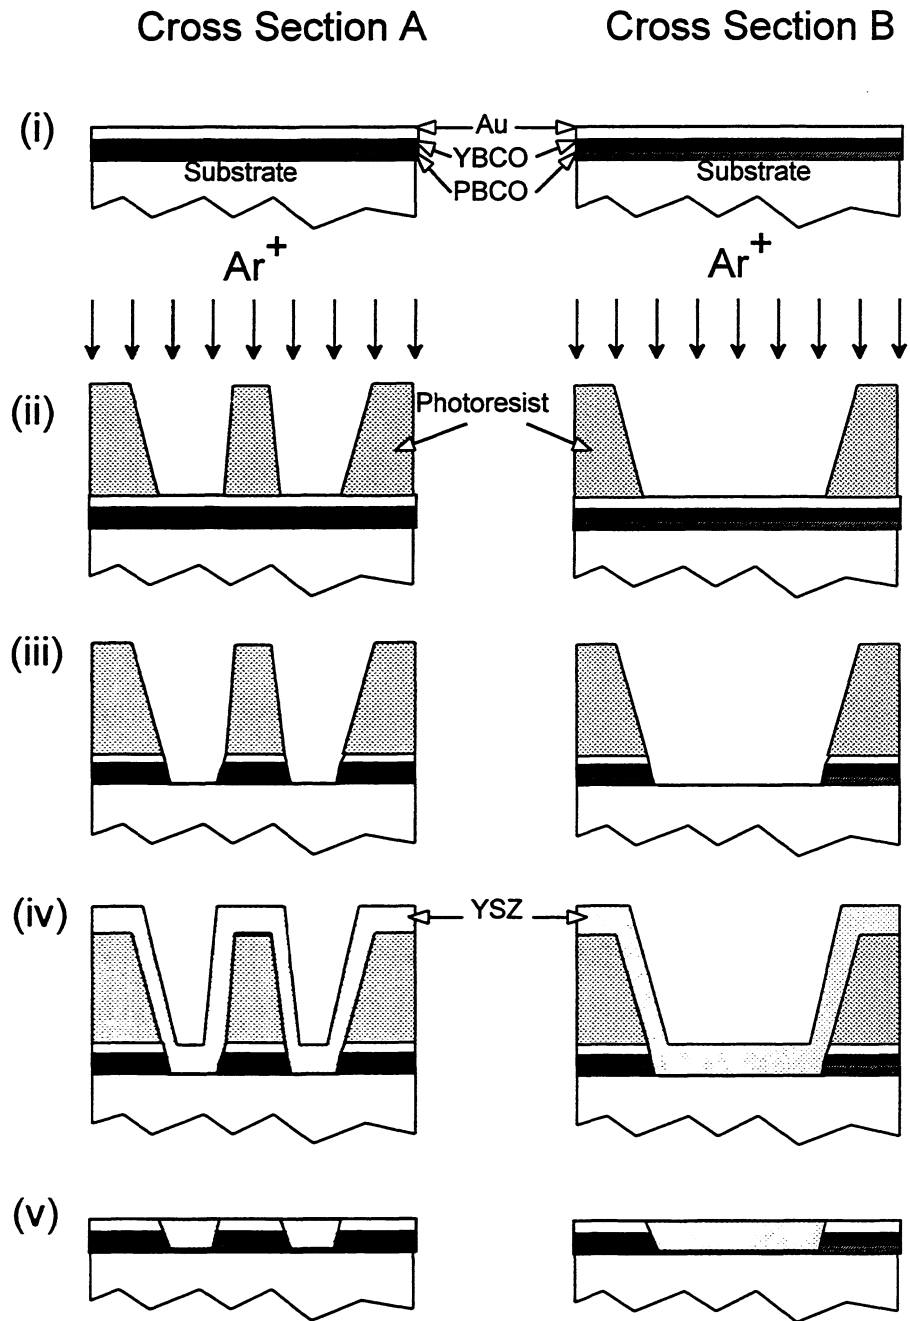 Cross Section A
Cross Section B
(i)
Au
YBCO
PBCO
Substrate
Substrate
Ar+
Ar+
(ii)
Photoresist
(iii)
(iv)
YSZ
(v)